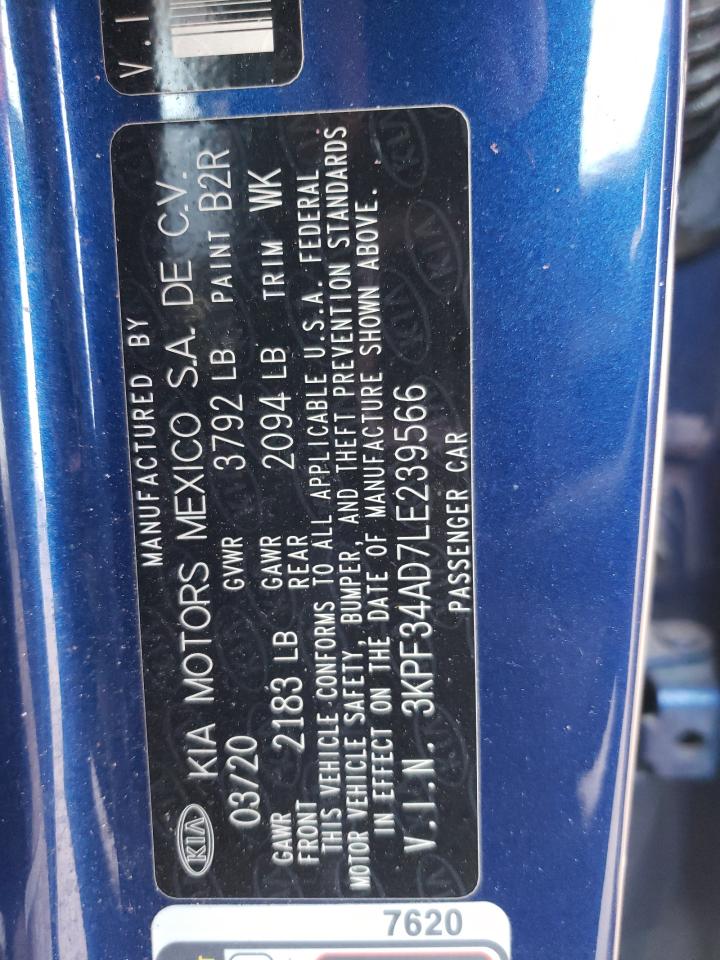 V.I
MANUFACTURED BY
KIA KIA MOTORS MEXICO S.A. DE C.V.
03/20 GVWR 3792 LB PAINT B2R
GAWR FRONT 2183 LB GAWR REAR 2094 LB TRIM WK
THIS VEHICLE CONFORMS TO ALL APPLICABLE U.S.A. FEDERAL
MOTOR VEHICLE SAFETY, BUMPER, AND THEFT PREVENTION STANDARDS
IN EFFECT ON THE DATE OF MANUFACTURE SHOWN ABOVE.
V.I.N. 3KPF34AD7LE239566
PASSENGER CAR
7620